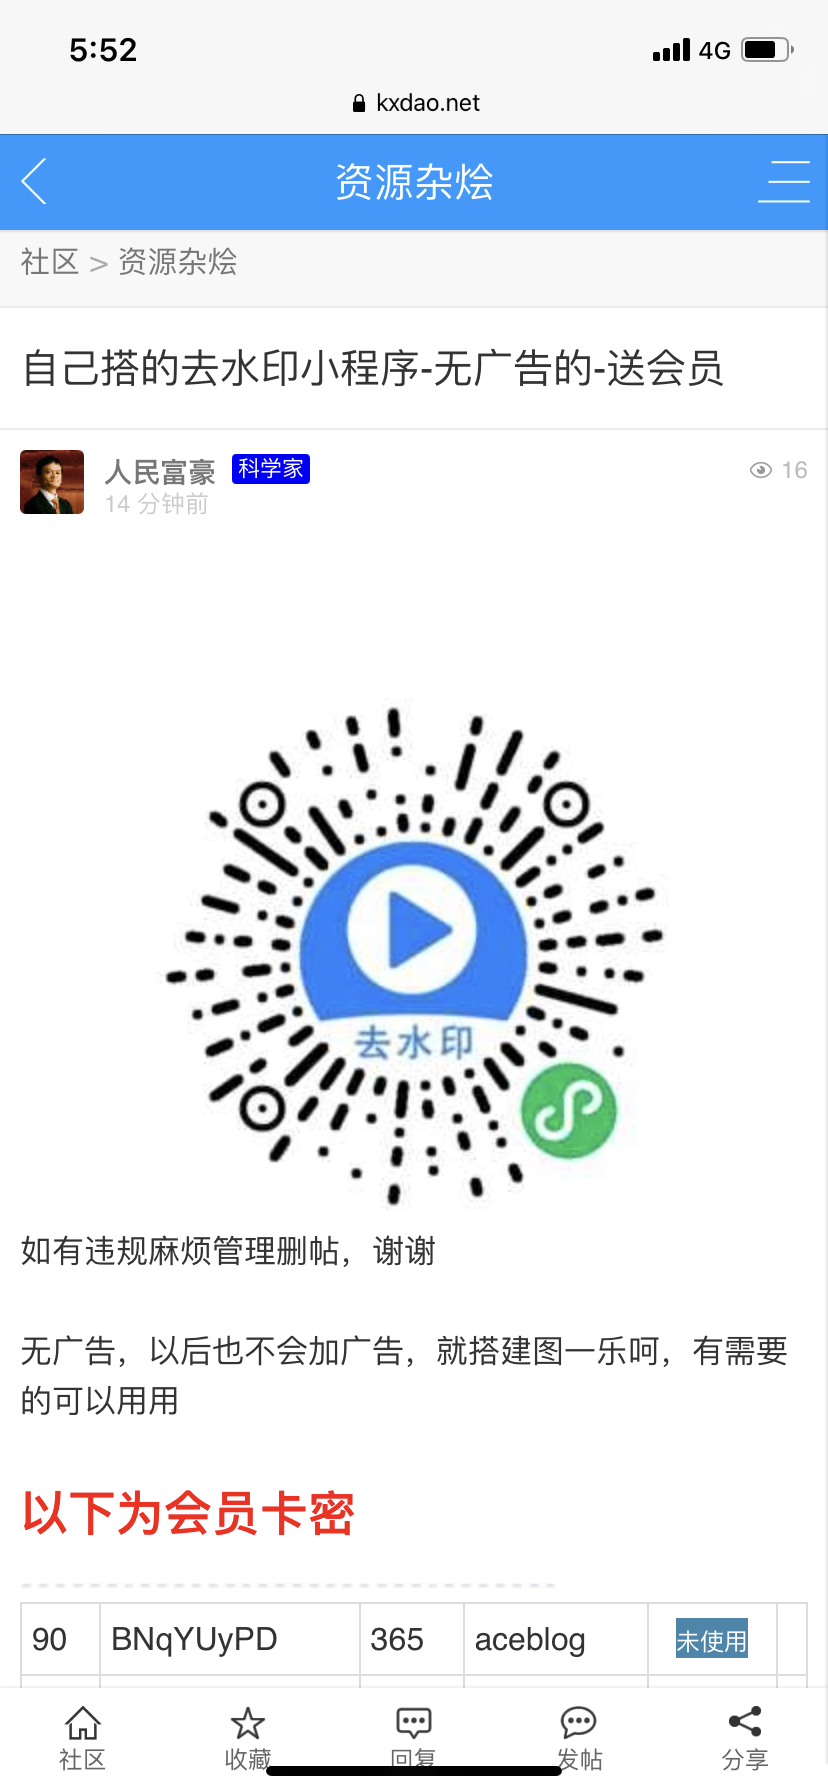 5:52
4G
kxdao.net
资源杂烩
社区 > 资源杂烩
自己搭的去水印小程序-无广告的-送会员
人民富豪 科学家 16
14 分钟前
去水印
如有违规麻烦管理删帖，谢谢
无广告，以后也不会加广告，就搭建图一乐呵，有需要
的可以用用
以下为会员卡密
90 BNqYUyPD 365 aceblog 未使用
社区 收藏 回复 发帖 分享